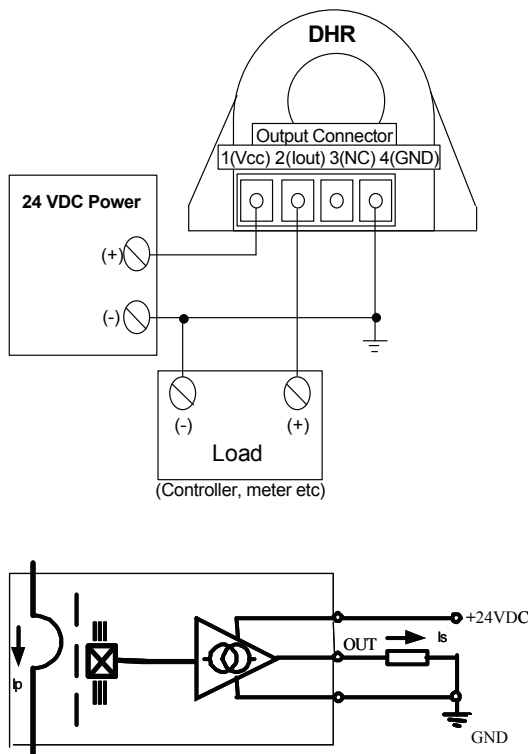 DHR
Output Connector
1(Vcc) 2(Iout) 3(NC) 4(GND)
24 VDC Power
(+)
(-)
(-)
(+)
Load
(Controller, meter etc)
+24VDC
OUT
Is
Ip
GND